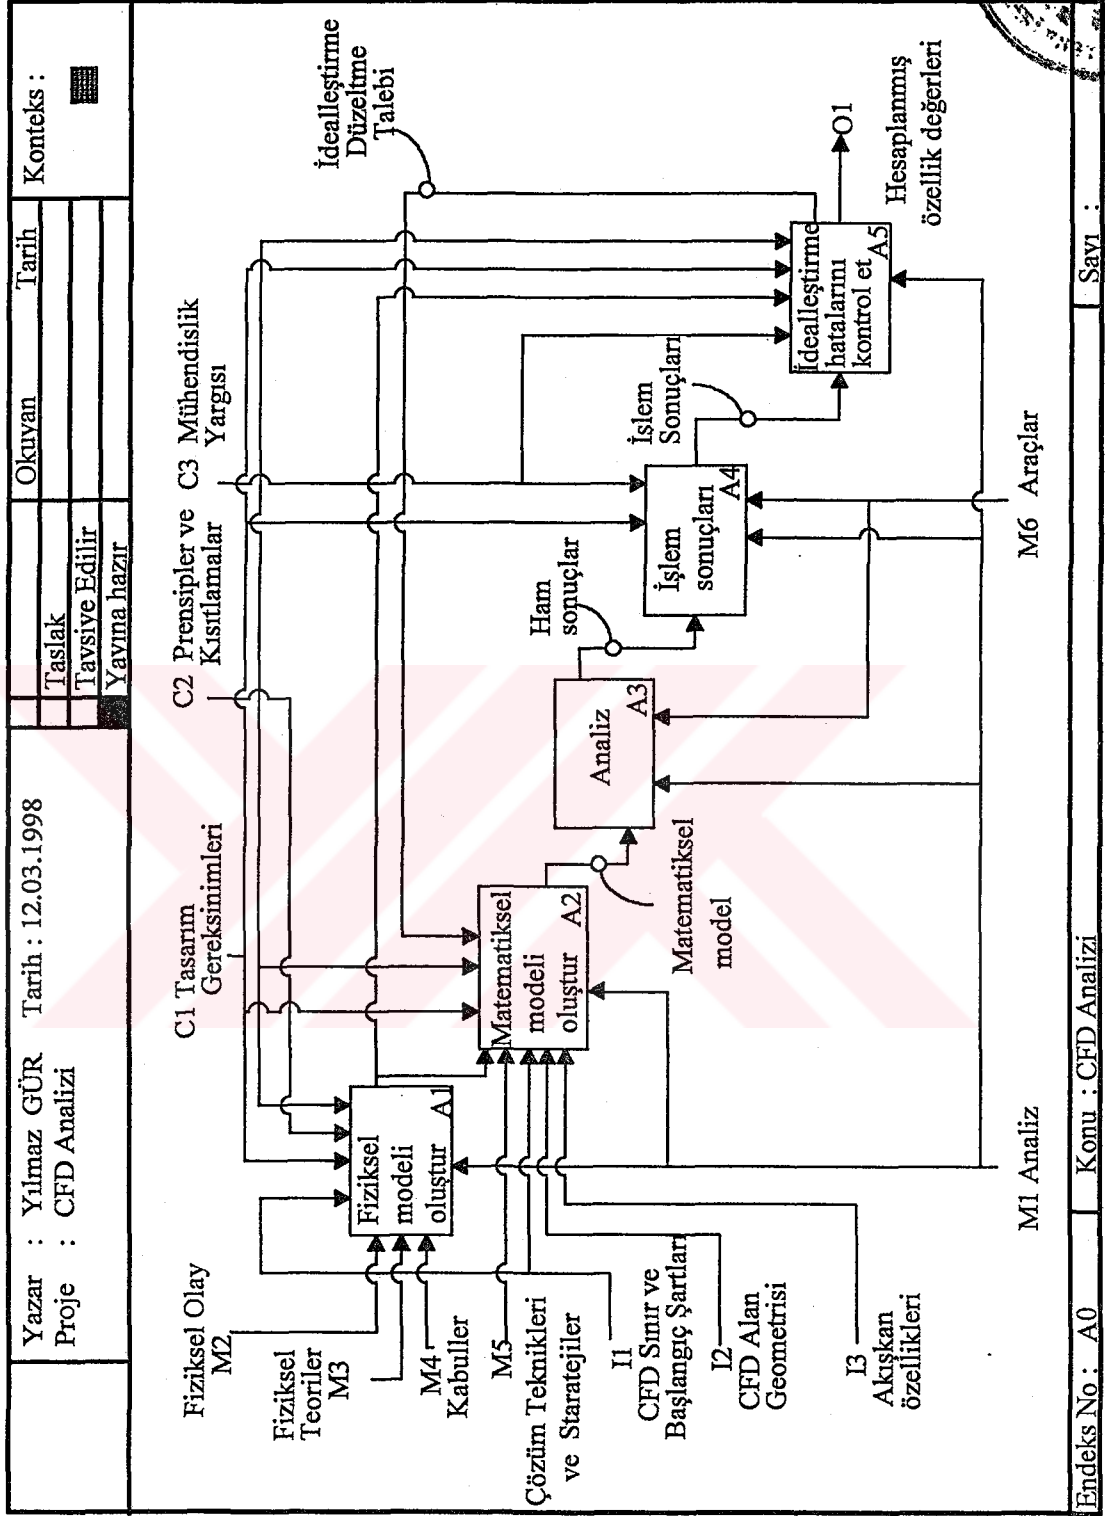 Yazar : Yılmaz GÜR Tarih : 12.03.1998
Proje : CFD Analizi
Okuyan Tarih
Taslak
Tavsiye Edilir
Yayına hazır
Konteks :
C1 Tasarım
Gereksinimleri
C2 Prensipler ve
Kısıtlamalar
C3 Mühendislik
Yargısı
İdealleştirme
Düzeltme
Talebi
Fiziksel Olay
M2
Fiziksel
Teoriler
M3
M4
Kabuller
M5
Çözüm Teknikleri
ve Staratejiler
I1
CFD Sınır ve
Başlangıç Şartları
I2
CFD Alan
Geometrisi
I3
Akışkan
özellikleri
Fiziksel
modeli
oluştur
A1
Matematiksel
modeli
oluştur
A2
Matematiksel
model
Analiz
A3
Ham
sonuçlar
İşlem
sonuçları
A4
İşlem
Sonuçları
İdealleştirme
hatalarını
kontrol et
A5
O1
Hesaplanmış
özellik değerleri
M1 Analiz
M6 Araçlar
Endeks No : A0
Konu : CFD Analizi
Sayı :